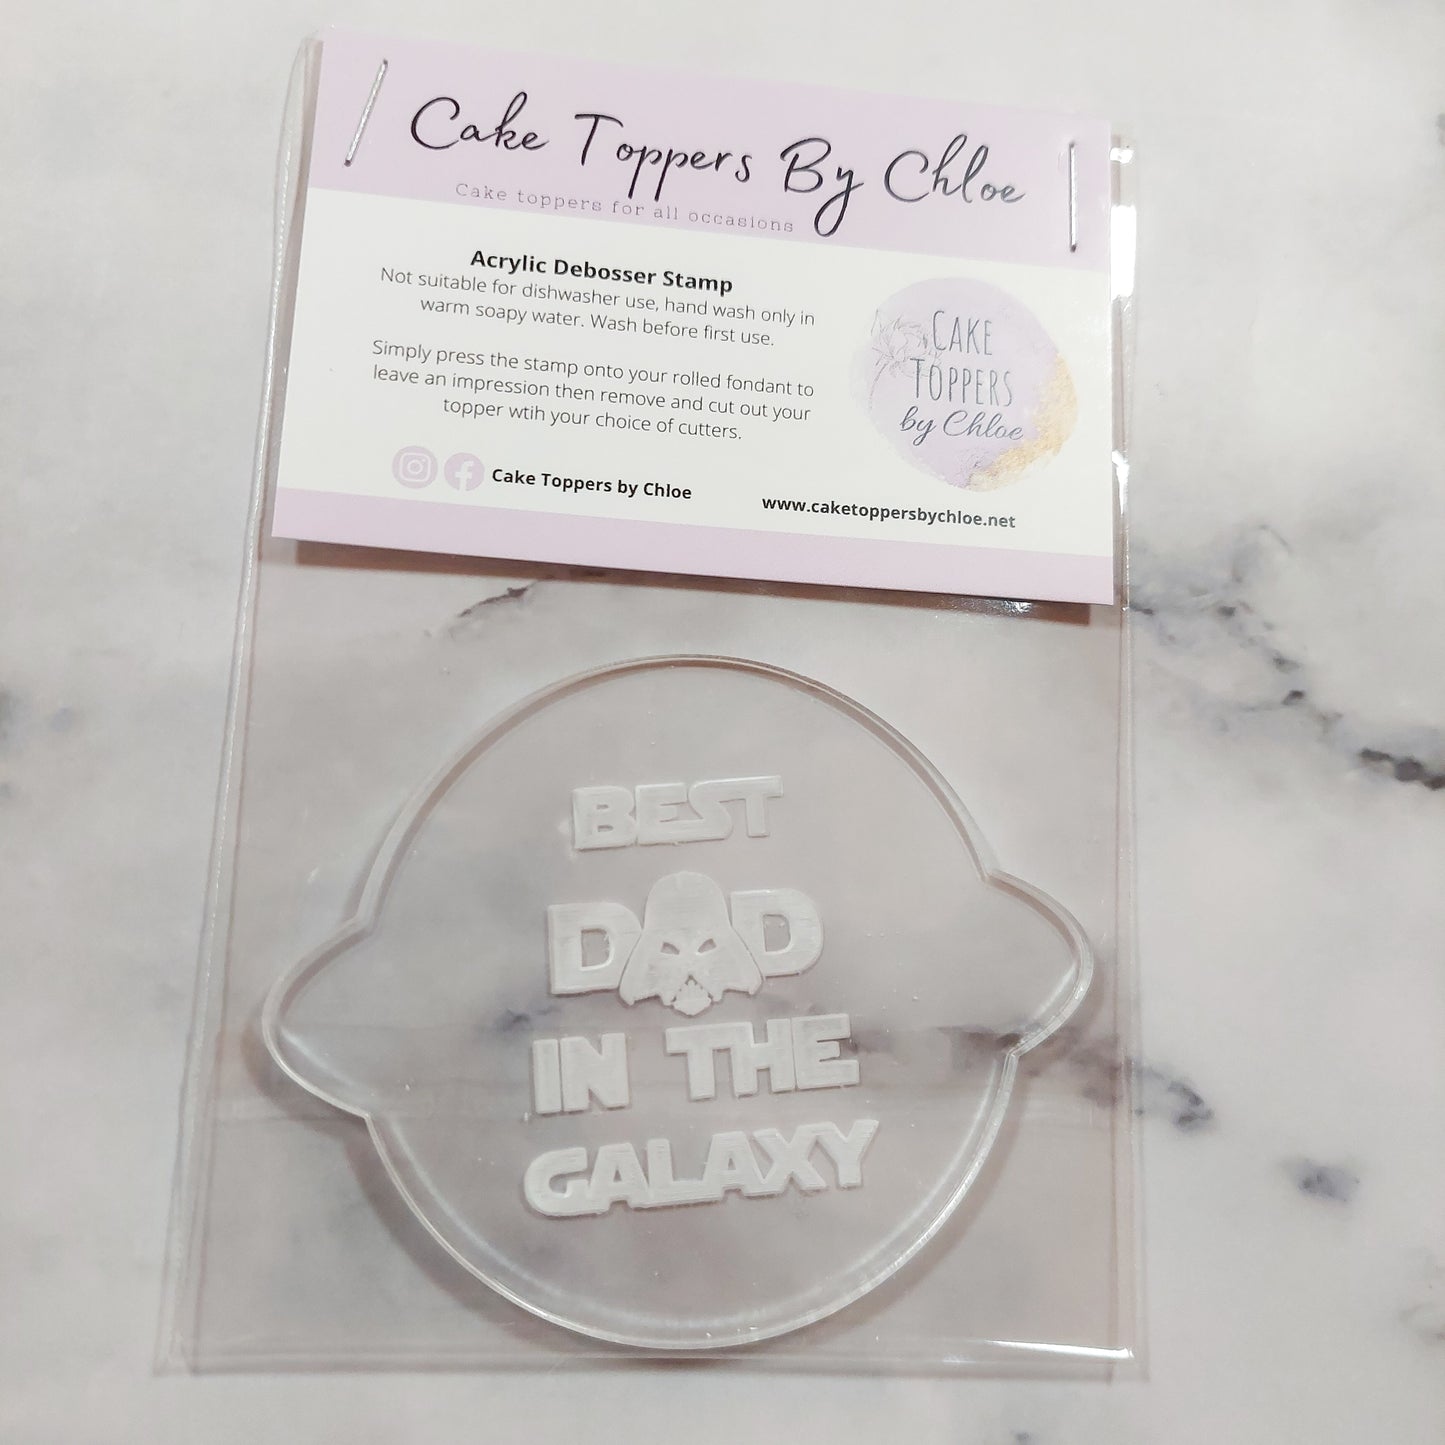 Cake Toppers By Chloe
Cake toppers for all occasions
Acrylic Debosser Stamp
Not suitable for dishwasher use, hand wash only in
warm soapy water. Wash before first use.
Simply press the stamp onto your rolled fondant to
leave an impression then remove and cut out your
topper wtih your choice of cutters.
Cake Toppers by Chloe
www.caketoppersbychloe.net
CAKE
TOPPERS
by Chloe
BEST
D D
IN THE
GALAXY